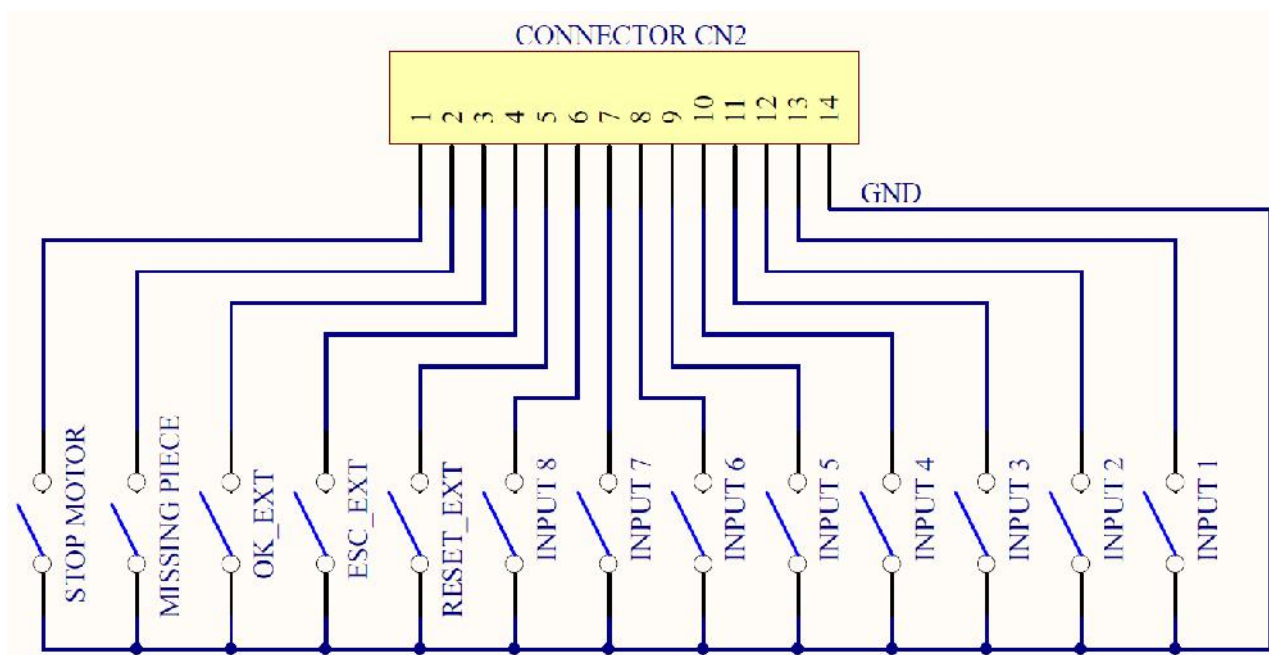 CONNECTOR CN2
1
2
3
4
5
6
7
8
9
10
11
12
13
14
GND
STOP MOTOR
MISSING PIECE
OK_EXT
ESC_EXT
RESET_EXT
INPUT 8
INPUT 7
INPUT 6
INPUT 5
INPUT 4
INPUT 3
INPUT 2
INPUT 1